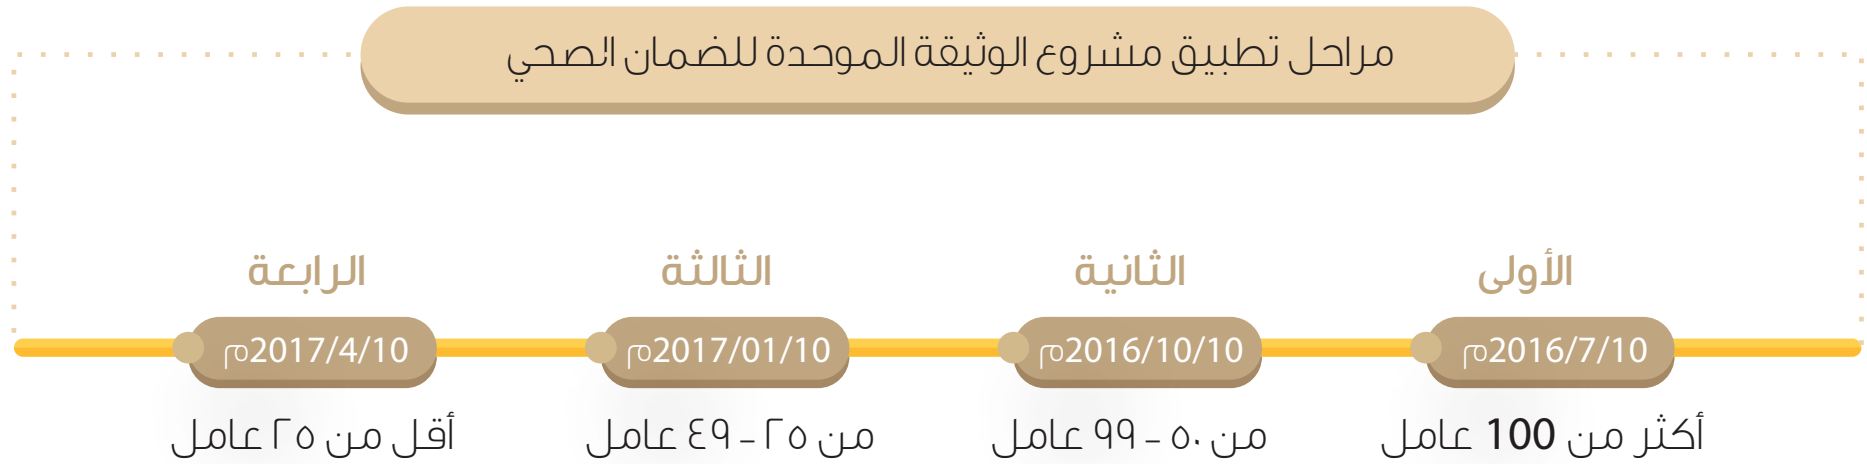 مراحل تطبيق مشروع الوثيقة الموحدة للضمان الصحي
الأولى
2016/7/10م
أكثر من 100 عامل
الثانية
2016/10/10م
من ٥٠ - ٩٩ عامل
الثالثة
2017/01/10م
من ٢٥ - ٤٩ عامل
الرابعة
2017/4/10م
أقل من ٢٥ عامل